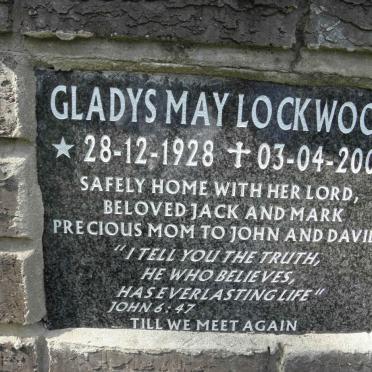 GLADYS MAY LOCKWOO
★ 28-12-1928 ✝ 03-04-200
SAFELY HOME WITH HER LORD,
BELOVED JACK AND MARK
PRECIOUS MOM TO JOHN AND DAVI
"I TELL YOU THE TRUTH,
HE WHO BELIEVES,
HAS EVERLASTING LIFE"
JOHN 6:47
TILL WE MEET AGAIN